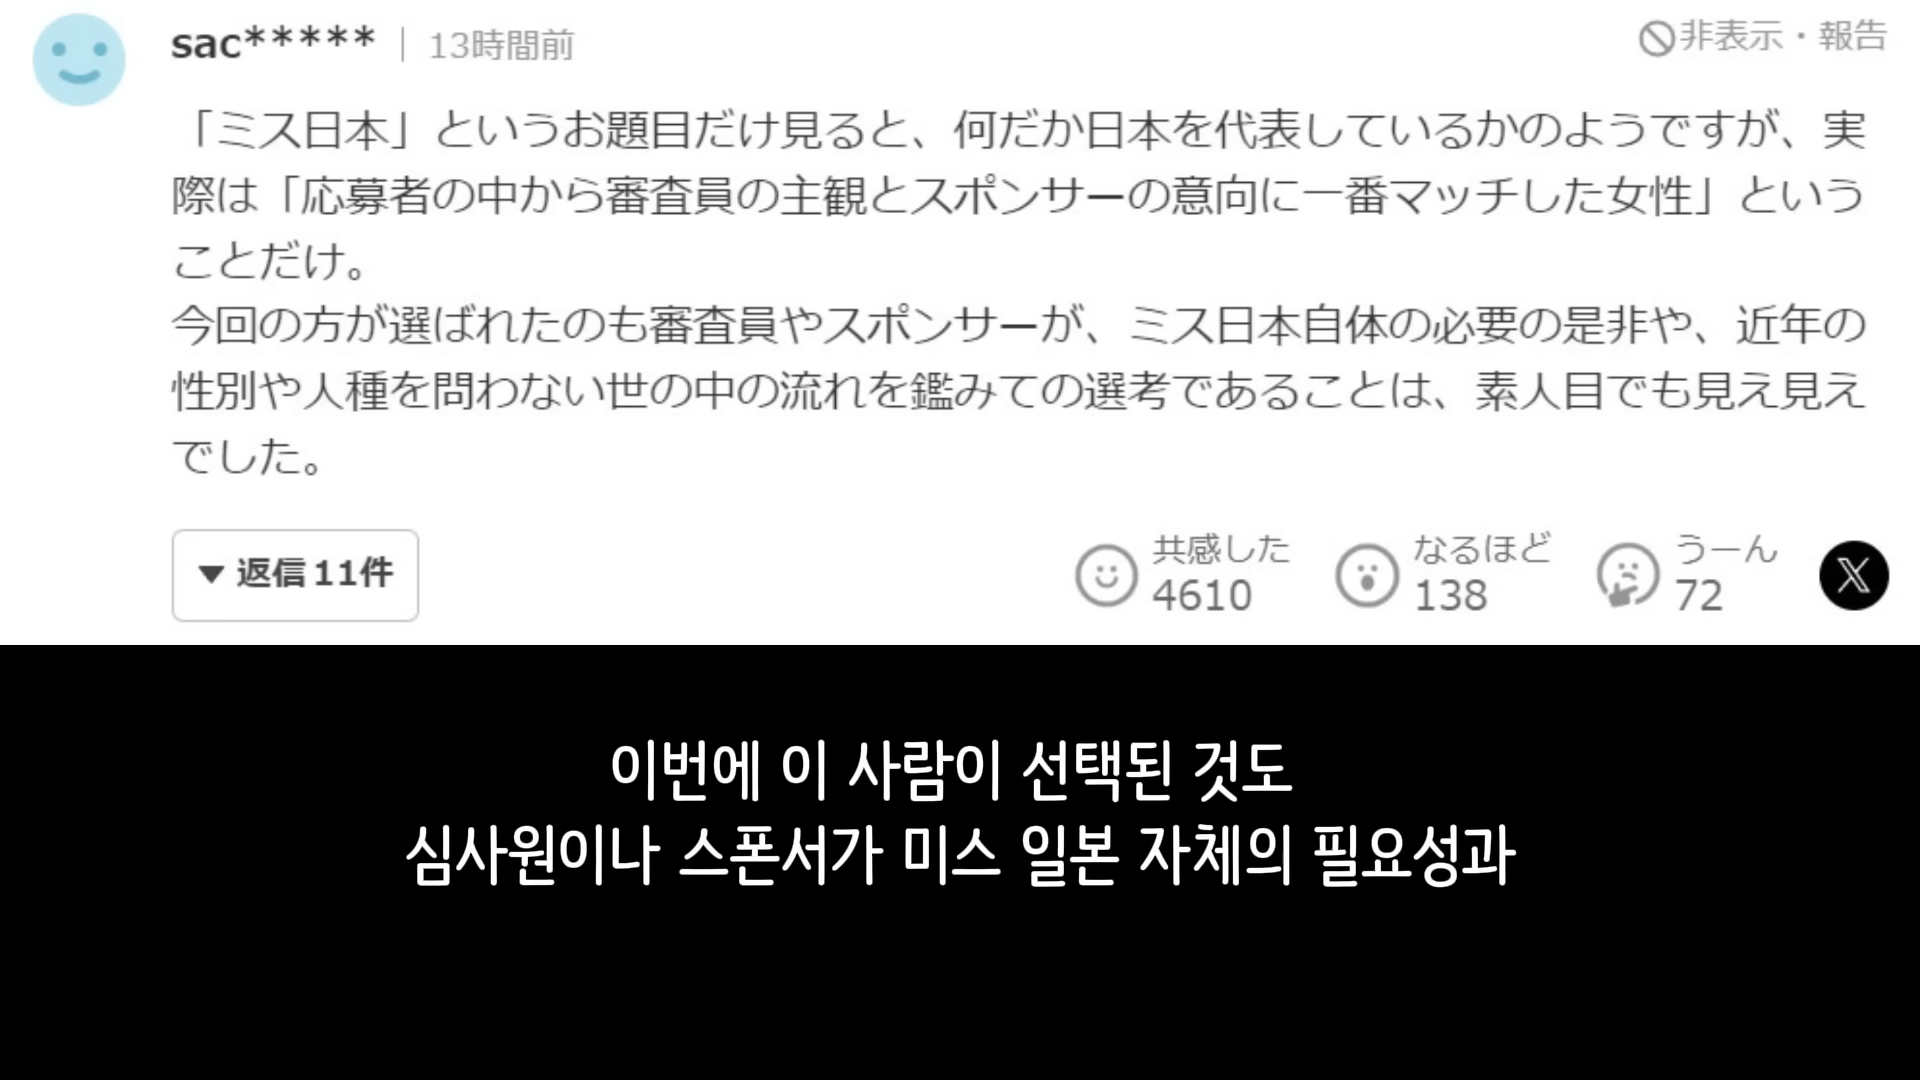 sac***** | 13時間前
非表示・報告
「ミス日本」というお題目だけ見ると、何だか日本を代表しているかのようですが、実
際は「応募者の中から審査員の主観とスポンサーの意向に一番マッチした女性」という
ことだけ。
今回の方が選ばれたのも審査員やスポンサーが、ミス日本自体の必要の是非や、近年の
性別や人種を問わない世の中の流れを鑑みての選考であることは、素人目でも見え見え
でした。
▼ 返信11件
共感した
4610
なるほど
138
うーん
72
X
이번에 이 사람이 선택된 것도
심사원이나 스폰서가 미스 일본 자체의 필요성과